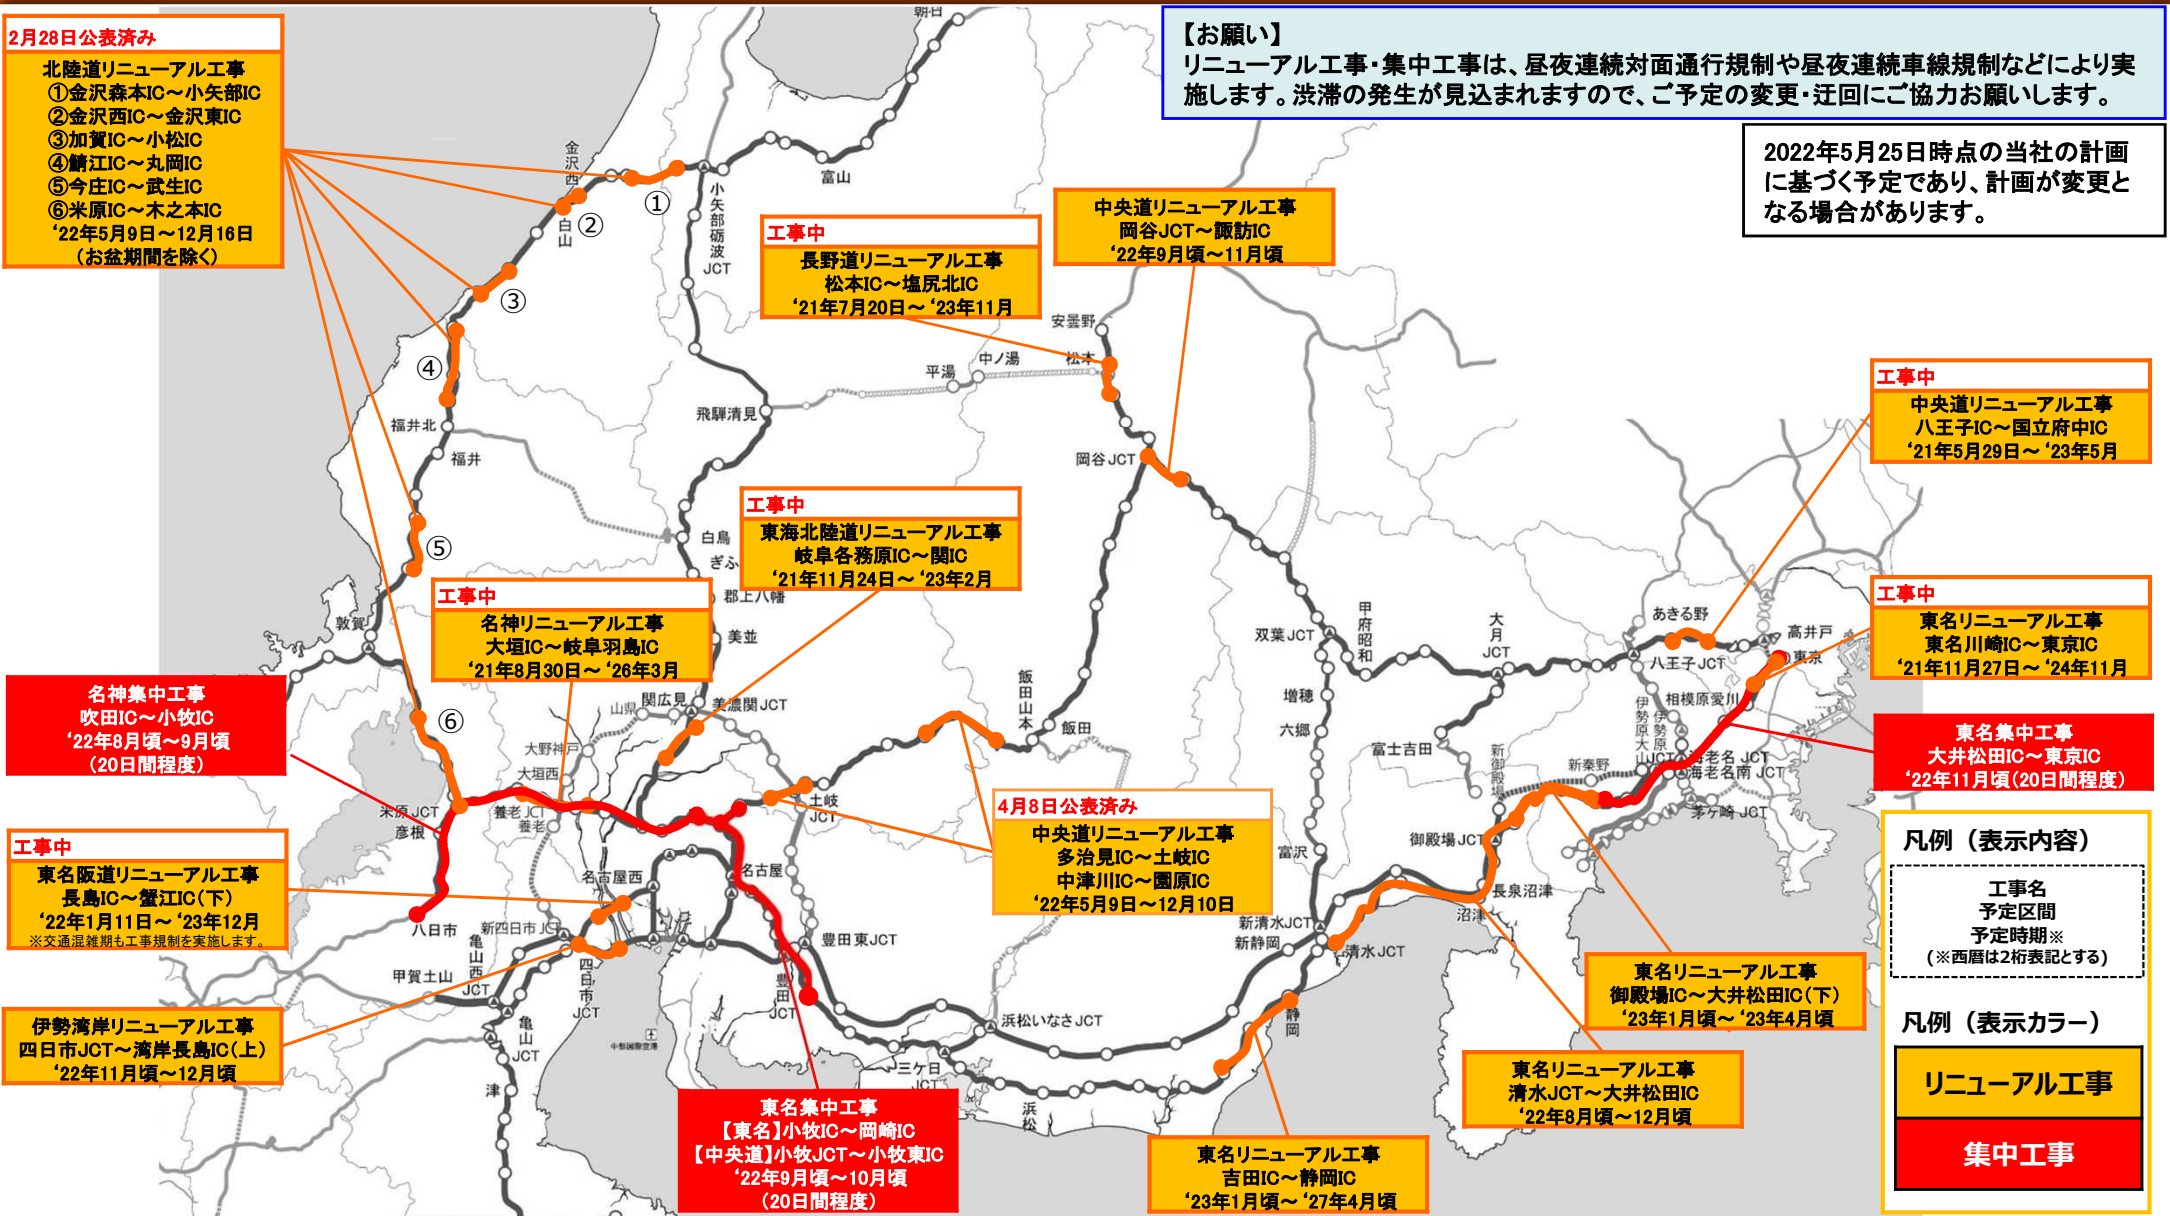 【お願い】
リニューアル工事・集中工事は、昼夜連続対面通行規制や昼夜連続車線規制などにより実
施します。渋滞の発生が見込まれますので、ご予定の変更・迂回にご協力お願いします。
2022年5月25日時点の当社の計画
に基づく予定であり、計画が変更と
なる場合があります。
2月28日公表済み
北陸道リニューアル工事
①金沢森本IC～小矢部IC
②金沢西IC～金沢東IC
③加賀IC～小松IC
④鯖江IC～丸岡IC
⑤今庄IC～武生IC
⑥米原IC～木之本IC
‘22年5月9日～12月16日
(お盆期間を除く)
工事中
長野道リニューアル工事
松本IC～塩尻北IC
‘21年7月20日～‘23年11月
中央道リニューアル工事
岡谷JCT～諏訪IC
‘22年9月頃～11月頃
工事中
中央道リニューアル工事
八王子IC～国立府中IC
‘21年5月29日～‘23年5月
工事中
東海北陸道リニューアル工事
岐阜各務原IC～関IC
‘21年11月24日～‘23年2月
工事中
名神リニューアル工事
大垣IC～岐阜羽島IC
‘21年8月30日～‘26年3月
工事中
東名リニューアル工事
東名川崎IC～東京IC
‘21年11月27日～‘24年11月
名神集中工事
吹田IC～小牧IC
‘22年8月頃～9月頃
(20日間程度)
東名集中工事
大井松田IC～東京IC
‘22年11月頃(20日間程度)
4月8日公表済み
中央道リニューアル工事
多治見IC～土岐IC
中津川IC～園原IC
‘22年5月9日～12月10日
工事中
東名阪道リニューアル工事
長島IC～蟹江IC(下)
‘22年1月11日～‘23年12月
※交通混雑期も工事規制を実施します。
伊勢湾岸リニューアル工事
四日市JCT～湾岸長島IC(上)
‘22年11月頃～12月頃
東名集中工事
【東名】小牧IC～岡崎IC
【中央道】小牧JCT～小牧東IC
‘22年9月頃～10月頃
(20日間程度)
東名リニューアル工事
吉田IC～静岡IC
‘23年1月頃～‘27年4月頃
東名リニューアル工事
清水JCT～大井松田IC
‘22年8月頃～12月頃
東名リニューアル工事
御殿場IC～大井松田IC(下)
‘23年1月頃～‘23年4月頃
凡例（表示内容）
工事名
予定区間
予定時期※
(※西暦は2桁表記とする)
凡例（表示カラー）
リニューアル工事
集中工事
朝日
金沢西
白山
富山
小矢部砺波JCT
①
②
③
④
⑤
⑥
安曇野
松本
中ノ湯
平湯
飛騨清見
福井北
福井
岡谷JCT
白鳥
ぎふ
郡上八幡
美並
敦賀
関広見
美濃関JCT
山県
大野神戸
大垣西
養老JCT
養老
米原JCT
彦根
八日市
甲賀土山
亀山西JCT
新四日市JCT
四日市JCT
亀山JCT
津
名古屋西
名古屋
土岐JCT
飯田山本
飯田
豊田東JCT
豊田JCT
中部国際空港
三ケ日JCT
浜松いなさJCT
浜松
静岡
新静岡
新清水JCT
清水JCT
富沢
六郷
増穂
双葉JCT
甲府昭和
大月JCT
富士吉田
新御殿場
御殿場JCT
長泉沼津
沼津
新秦野
伊勢原大山
伊勢原JCT
海老名JCT
海老名南JCT
茅ヶ崎JCT
相模原愛川
八王子JCT
あきる野
高井戸
東京